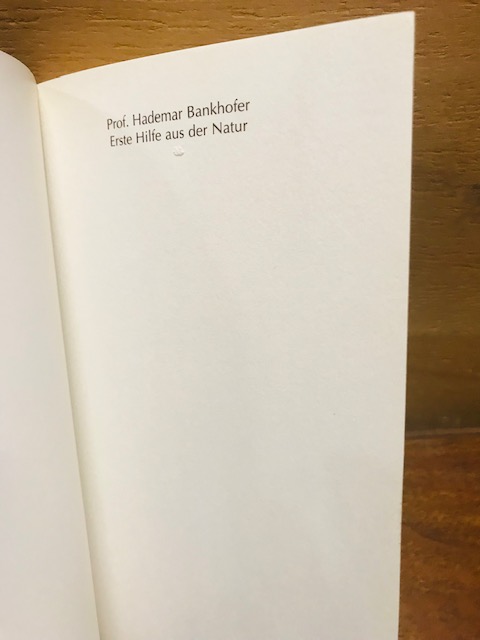 Prof. Hademar Bankhofer
Erste Hilfe aus der Natur